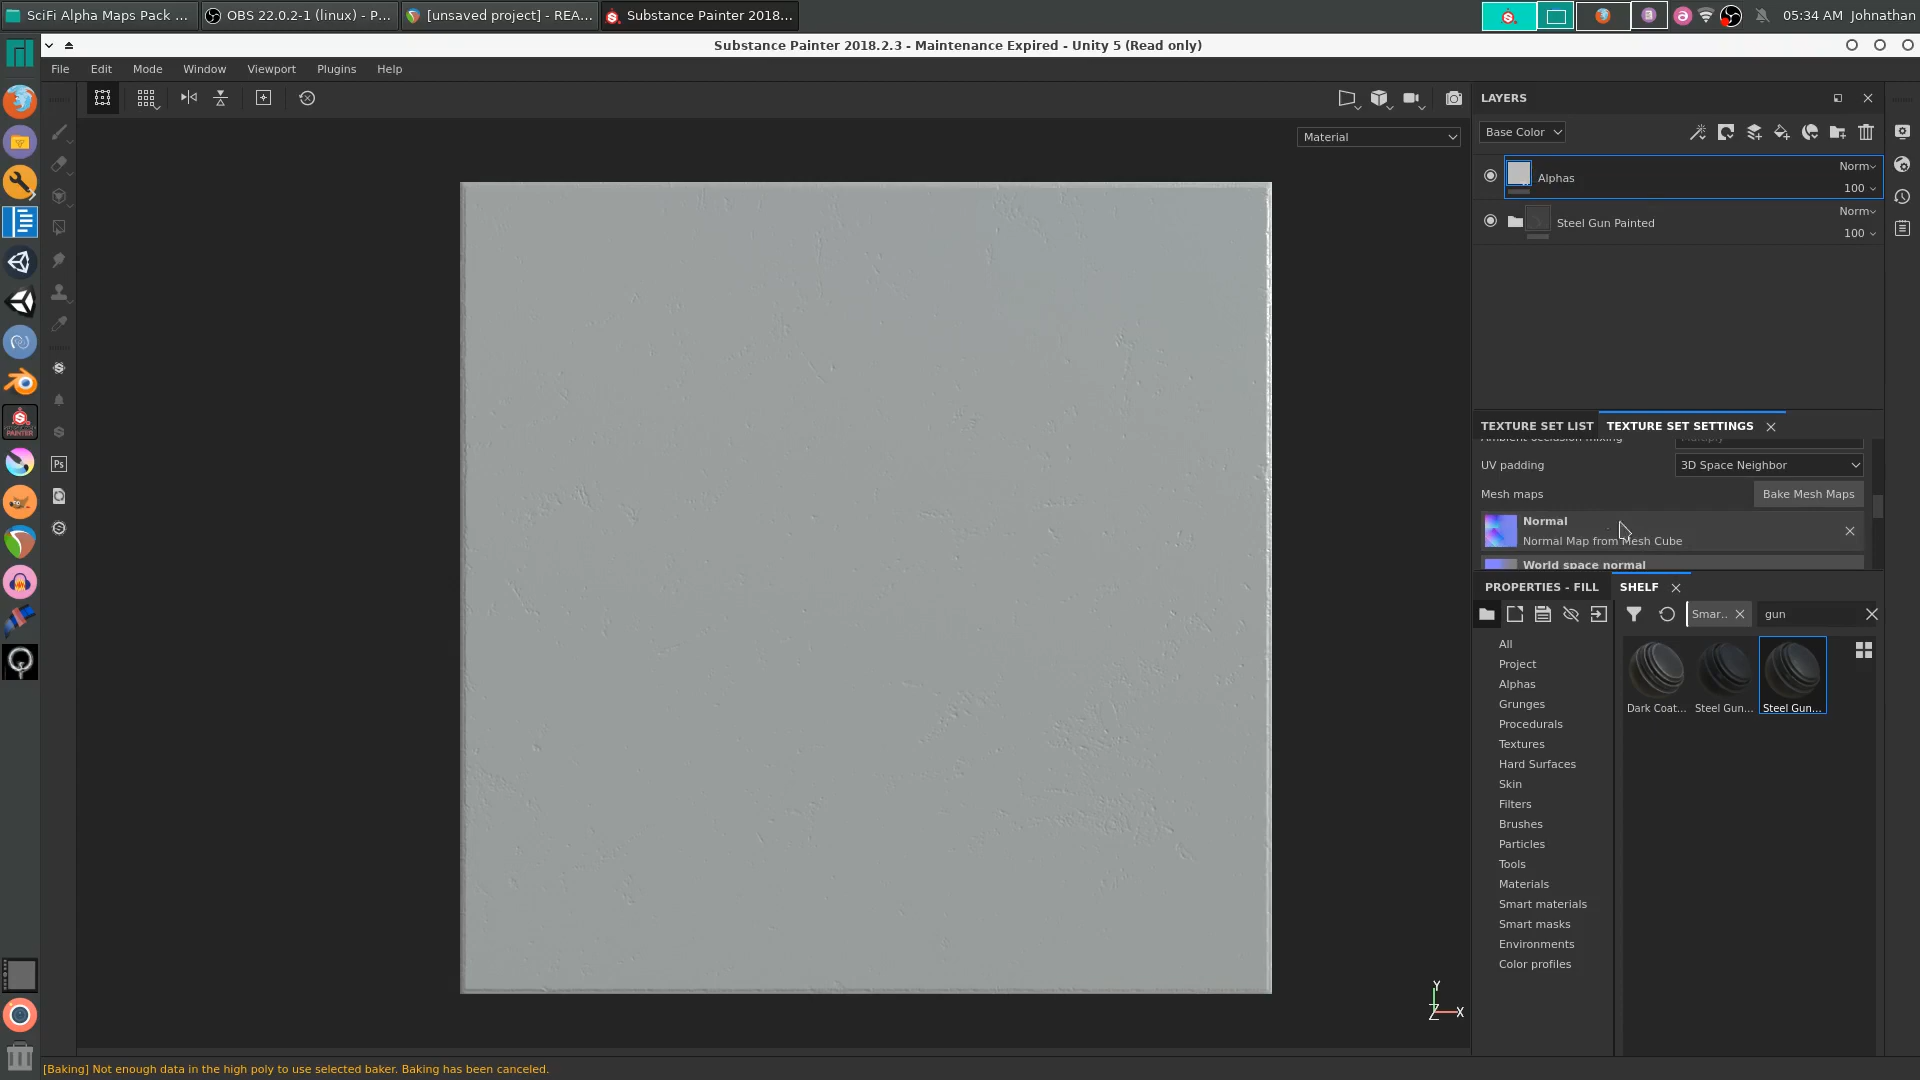 SciFi Alpha Maps Pack ...
OBS 22.0.2-1 (linux) - P...
[unsaved project] - REA...
Substance Painter 2018...
05:34 AM Johnathan
Substance Painter 2018.2.3 - Maintenance Expired - Unity 5 (Read only)
File Edit Mode Window Viewport Plugins Help
Material
LAYERS
Base Color
Norm
Alphas
100
Norm
Steel Gun Painted
100
TEXTURE SET LIST TEXTURE SET SETTINGS
Ambient occlusion mixing Multiply
UV padding 3D Space Neighbor
Mesh maps Bake Mesh Maps
Normal
Normal Map from Mesh Cube
World space normal
PROPERTIES - FILL SHELF
Smar.. gun
All
Project
Alphas
Grunges
Procedurals
Textures
Hard Surfaces
Skin
Filters
Brushes
Particles
Tools
Materials
Smart materials
Smart masks
Environments
Color profiles
Dark Coat... Steel Gun... Steel Gun...
Y
Z X
Ps
PAINTER
[Baking] Not enough data in the high poly to use selected baker. Baking has been canceled.